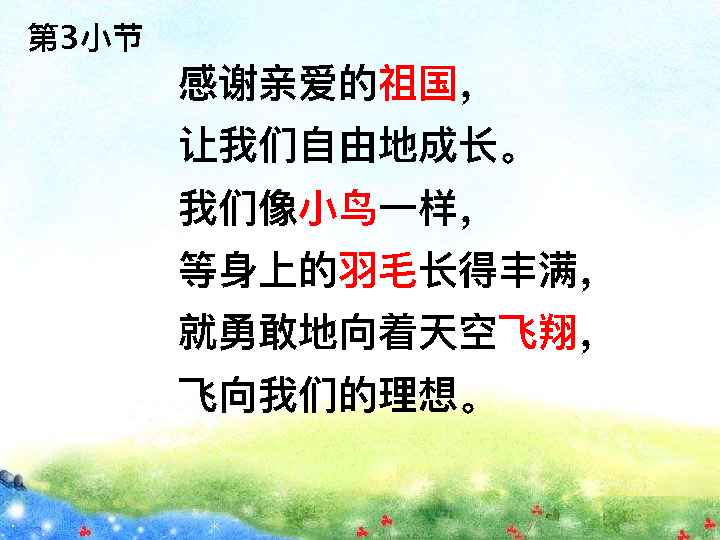 第3小节
感谢亲爱的祖国，
让我们自由地成长。
我们像小鸟一样，
等身上的羽毛长得丰满，
就勇敢地向着天空飞翔，
飞向我们的理想。